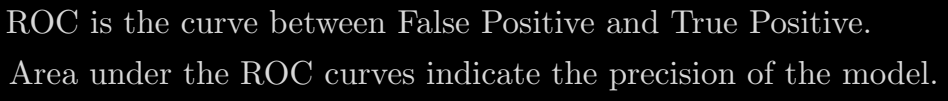 ROC is the curve between False Positive and True Positive.
Area under the ROC curves indicate the precision of the model.